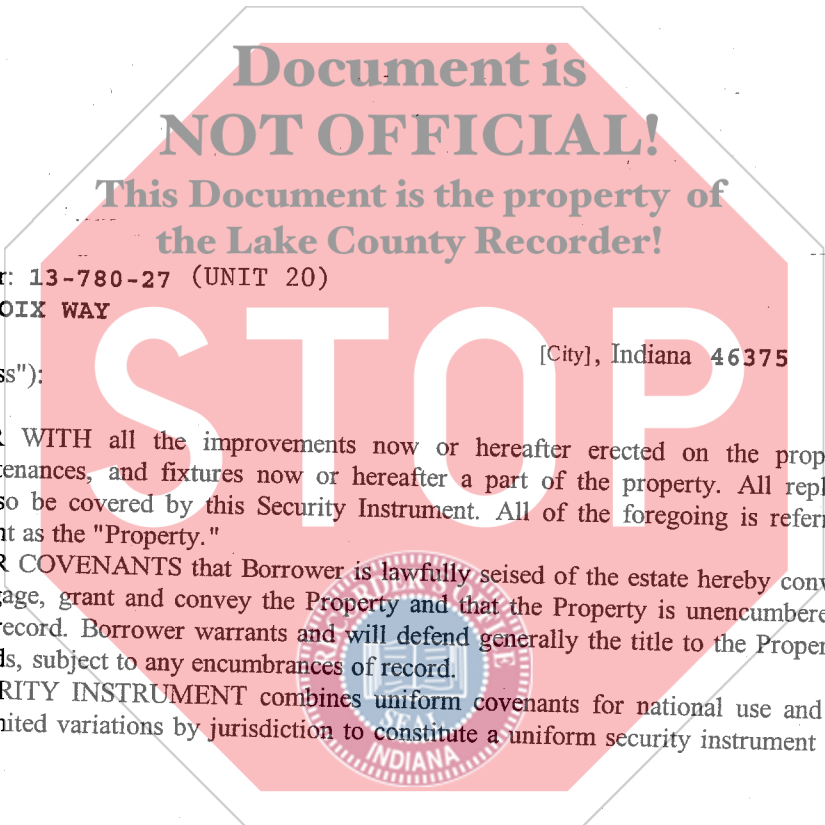 Document is
NOT OFFICIAL!
This Document is the property of
the Lake County Recorder!
r: 13-780-27 (UNIT 20)
OIX WAY
[City], Indiana 46375
ss"):
STOP
R WITH all the improvements now or hereafter erected on the prop
tenances, and fixtures now or hereafter a part of the property. All repl
so be covered by this Security Instrument. All of the foregoing is referr
nt as the "Property."
R COVENANTS that Borrower is lawfully seised of the estate hereby conv
gage, grant and convey the Property and that the Property is unencumbere
record. Borrower warrants and will defend generally the title to the Proper
ds, subject to any encumbrances of record.
RITY INSTRUMENT combines uniform covenants for national use and
mited variations by jurisdiction to constitute a uniform security instrument
SEAL
INDIANA